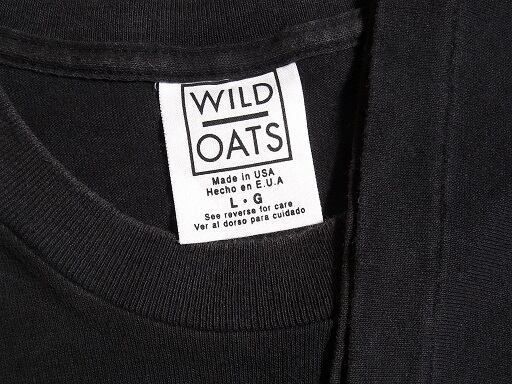 WILD
OATS
Made in USA
Hecho en E.U.A
L • G
See reverse for care
Ver al dorso para cuidado